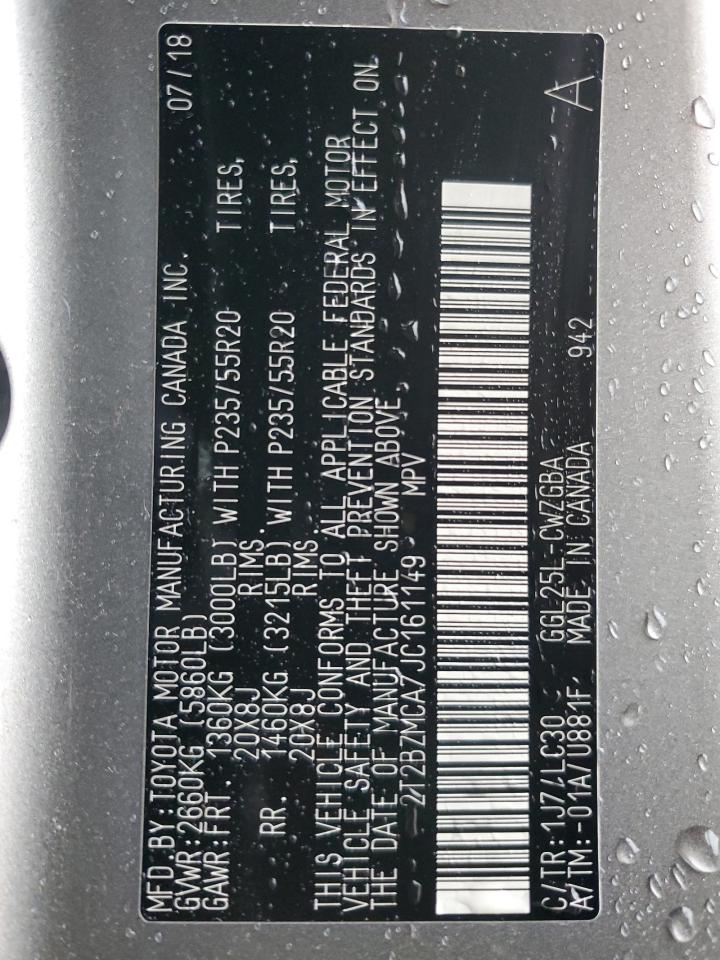 MFD.BY:TOYOTA MOTOR MANUFACTURING CANADA INC. 07/18
GVWR:2660KG (5860LB)
GAWR:FRT. 1360KG (3000LB) WITH P235/55R20 TIRES,
20X8J RIMS.
RR. 1460KG (3215LB) WITH P235/55R20 TIRES,
20X8J RIMS
THIS VEHICLE CONFORMS TO ALL APPLICABLE FEDERAL MOTOR
VEHICLE SAFETY AND THEFT PREVENTION STANDARDS IN EFFECT ON
THE DATE OF MANUFACTURE SHOWN ABOVE.
2T2BZMCA7JC161149 MPV
C/TR:1J7/LC30 GGL25L-CWZGBA 942 A
A/TM:-01A/U881F MADE IN CANADA